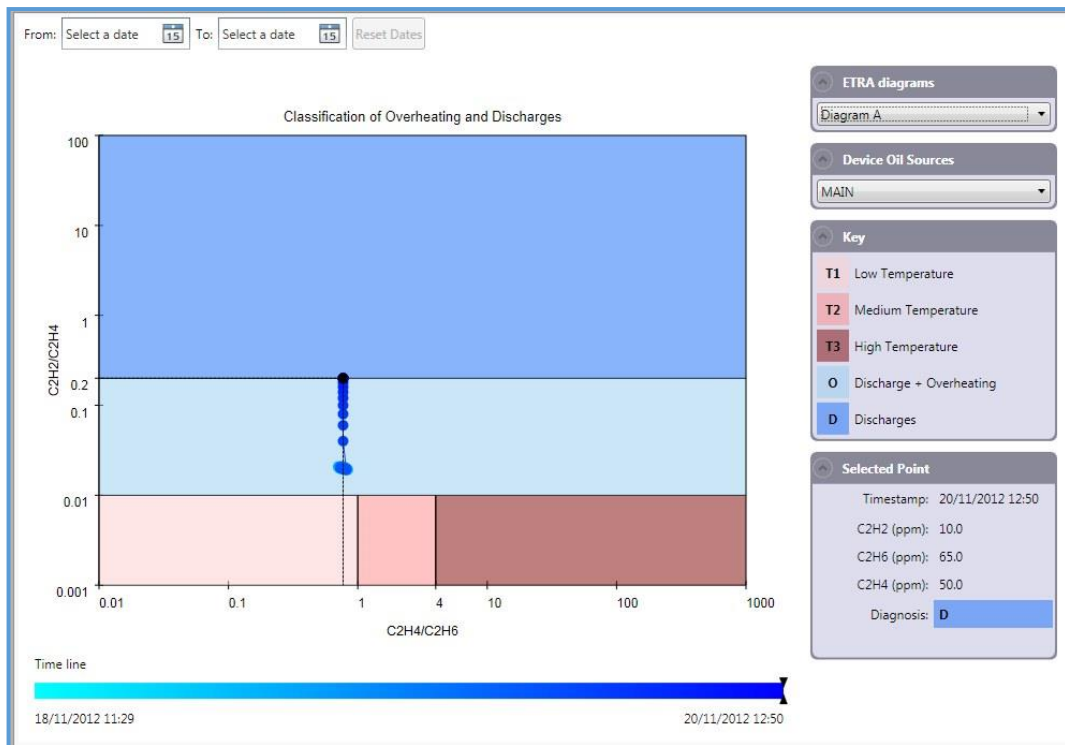 From: Select a date 15 To: Select a date 15 Reset Dates
Classification of Overheating and Discharges
100
10
1
0.2
0.1
0.01
0.001
C2H2/C2H4
0.01 0.1 1 4 10 100 1000
C2H4/C2H6
Time line
18/11/2012 11:29 20/11/2012 12:50
ETRA diagrams
Diagram A
Device Oil Sources
MAIN
Key
T1 Low Temperature
T2 Medium Temperature
T3 High Temperature
O Discharge + Overheating
D Discharges
Selected Point
Timestamp: 20/11/2012 12:50
C2H2 (ppm): 10.0
C2H6 (ppm): 65.0
C2H4 (ppm): 50.0
Diagnosis: D